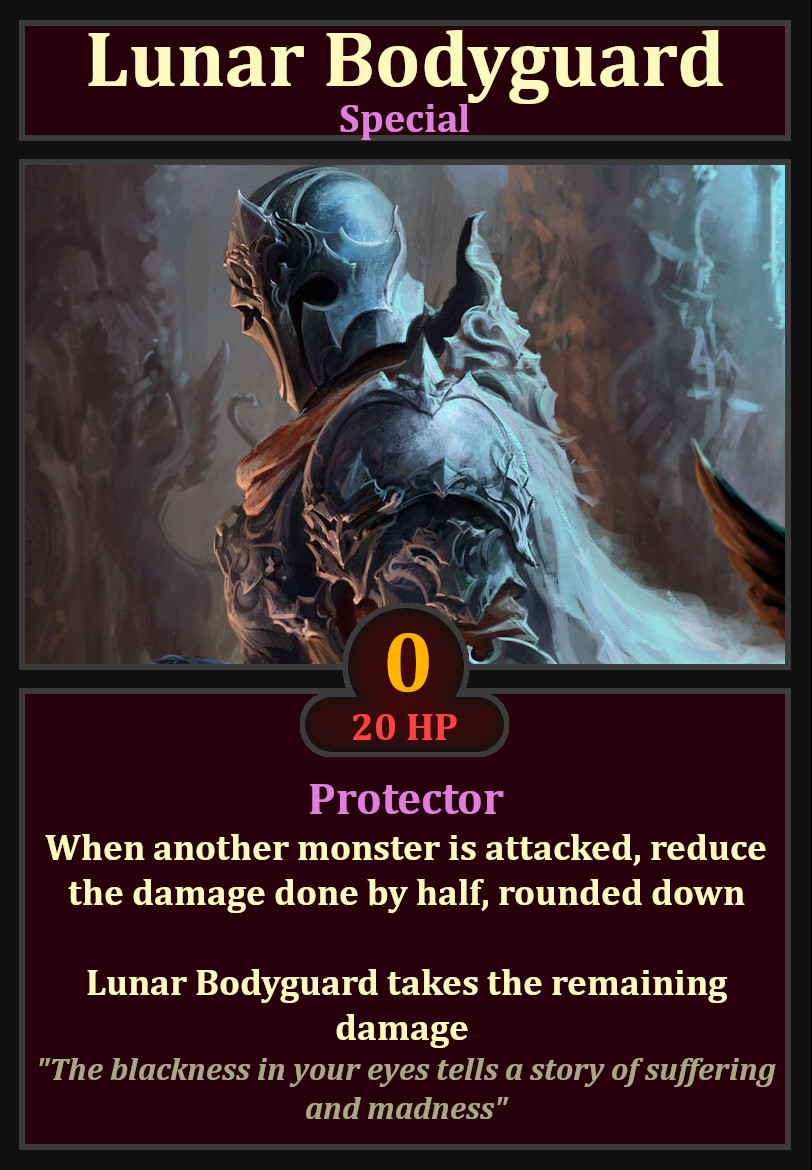 Lunar Bodyguard
Special
0
20 HP
Protector
When another monster is attacked, reduce
the damage done by half, rounded down
Lunar Bodyguard takes the remaining
damage
"The blackness in your eyes tells a story of suffering
and madness"